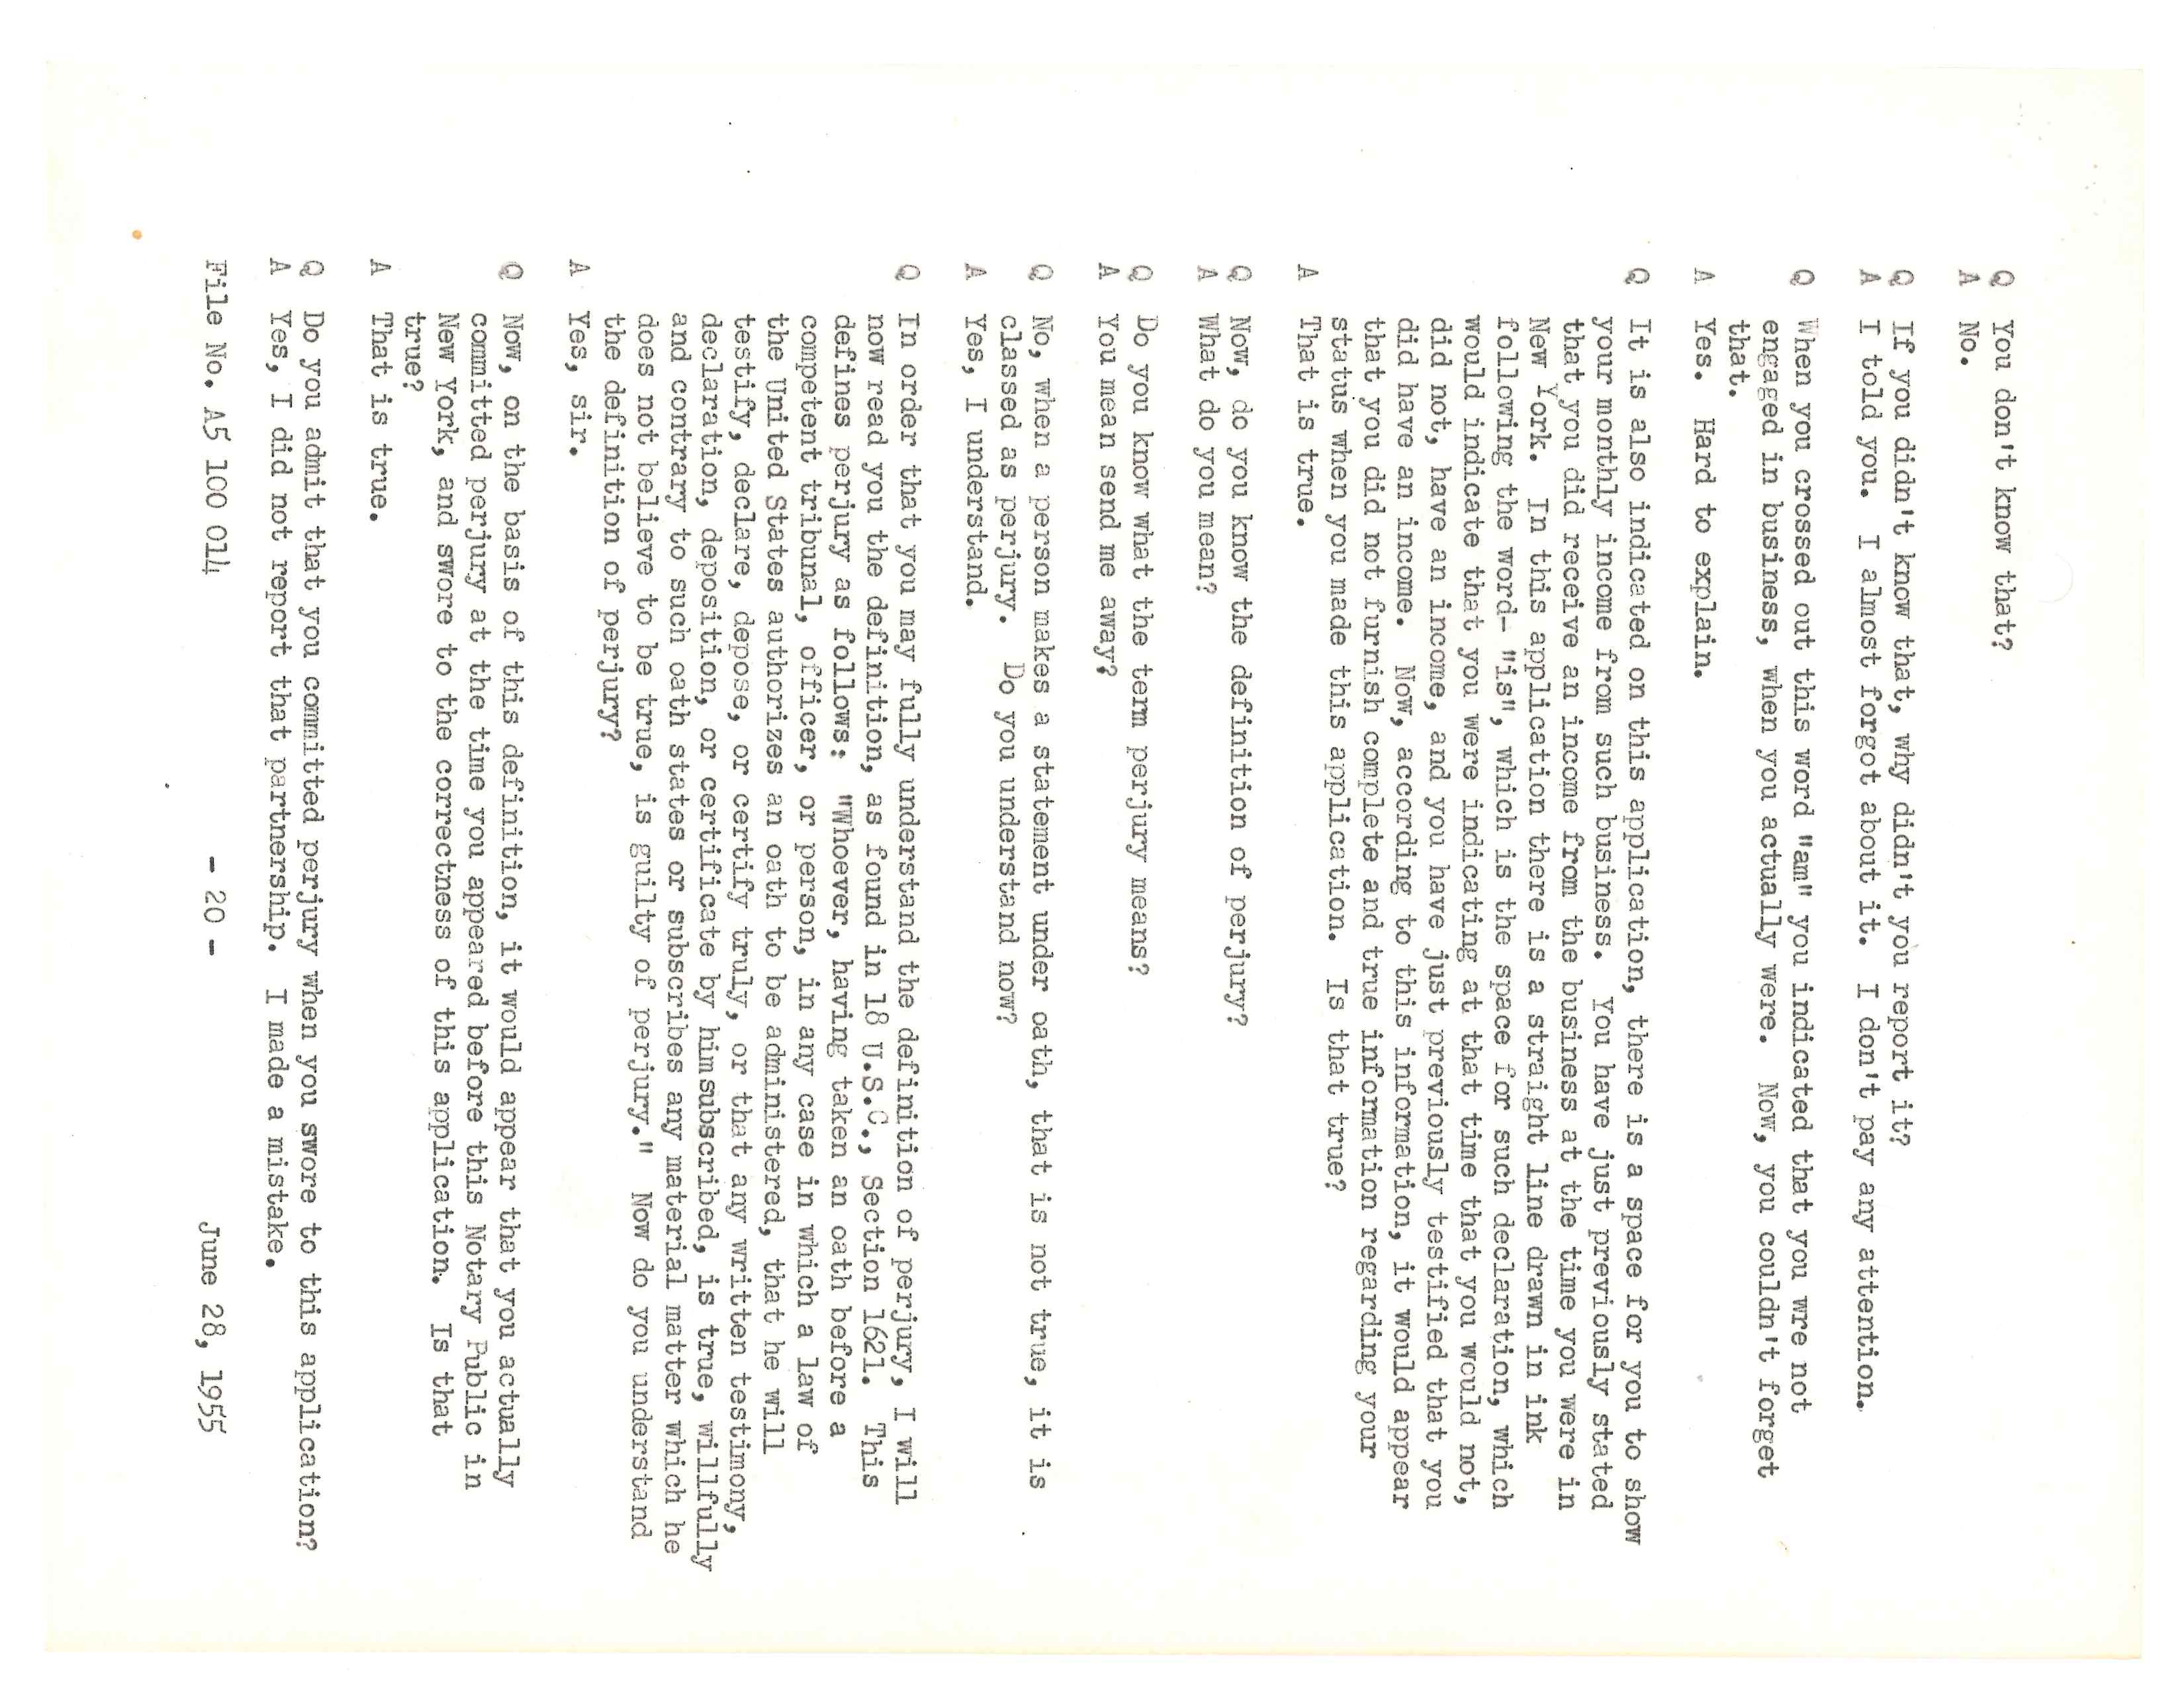 Q You don't know that?
A No.
Q If you didn't know that, why didn't you report it?
A I told you. I almost forgot about it. I don't pay any attention.
Q When you crossed out this word "am" you indicated that you wre not
engaged in business, when you actually were. Now, you couldn't forget
that.
A Yes. Hard to explain.
Q It is also indicated on this application, there is a space for you to show
your monthly income from such business. You have just previously stated
that you did receive an income from the business at the time you were in
New York. In this application there is a straight line drawn in ink
following the word- "is", which is the space for such declaration, which
would indicate that you were indicating at that time that you would not,
did not, have an income, and you have just previously testified that you
did have an income. Now, according to this information, it would appear
that you did not furnish complete and true information regarding your
status when you made this application. Is that true?
A That is true.
Q Now, do you know the definition of perjury?
A What do you mean?
Q Do you know what the term perjury means?
A You mean send me away?
Q No, when a person makes a statement under oath, that is not true, it is
classed as perjury. Do you understand now?
A Yes, I understand.
Q In order that you may fully understand the definition of perjury, I will
now read you the definition, as found in 18 U.S.C., Section 1621. This
defines perjury as follows: "Whoever, having taken an oath before a
competent tribunal, officer, or person, in any case in which a law of
the United States authorizes an oath to be administered, that he will
testify, declare, depose, or certify truly, or that any written testimony,
declaration, deposition, or certificate by himsubscribed, is true, willfully
and contrary to such oath states or subscribes any material matter which he
does not believe to be true, is guilty of perjury." Now do you understand
the definition of perjury?
A Yes, sir.
Q Now, on the basis of this definition, it would appear that you actually
committed perjury at the time you appeared before this Notary Public in
New York, and swore to the correctness of this application. Is that
true?
A That is true.
Q Do you admit that you committed perjury when you swore to this application?
A Yes, I did not report that partnership. I made a mistake.
File No. A5 100 014 - 20 - June 28, 1955